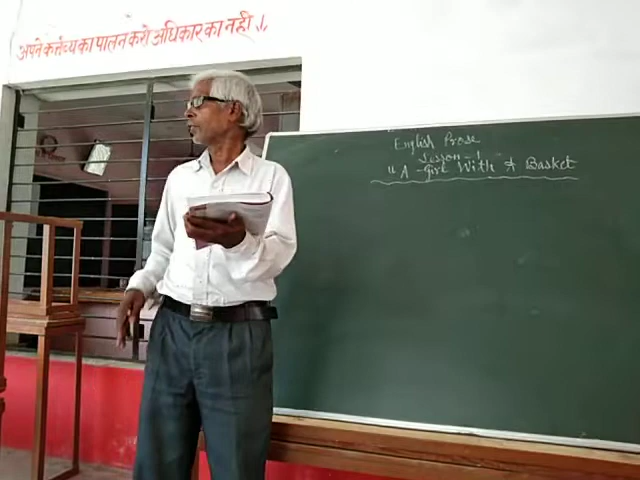 अपने कर्त्तव्य का पालन करो अधिकार का नहीं ।।
English Prose
Lesson - 1
"A - girl With A Basket